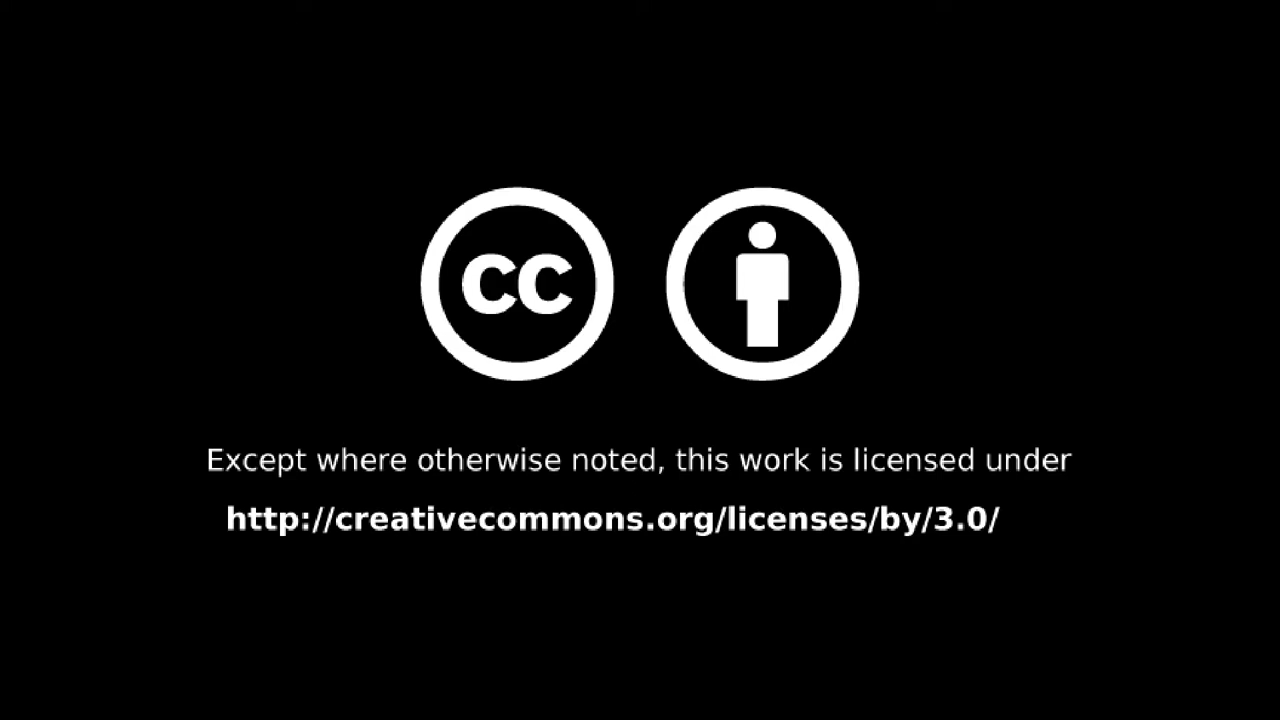 cc
Except where otherwise noted, this work is licensed under
http://creativecommons.org/licenses/by/3.0/